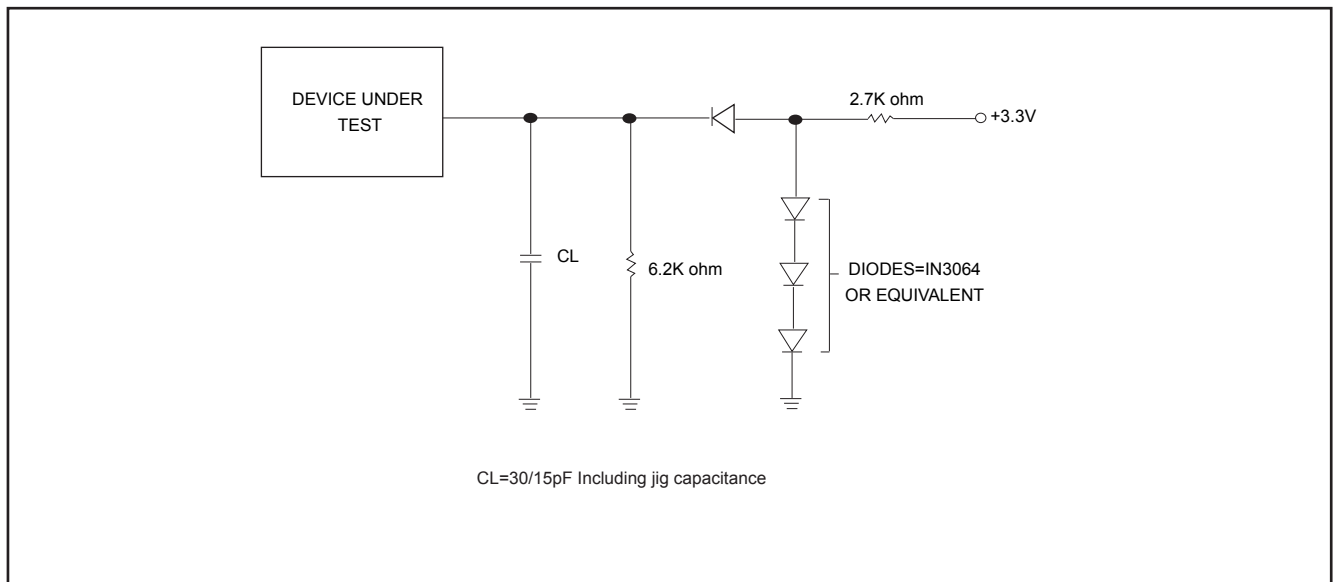 DEVICE UNDER
TEST
2.7K ohm
+3.3V
CL
6.2K ohm
DIODES=IN3064
OR EQUIVALENT
CL=30/15pF Including jig capacitance